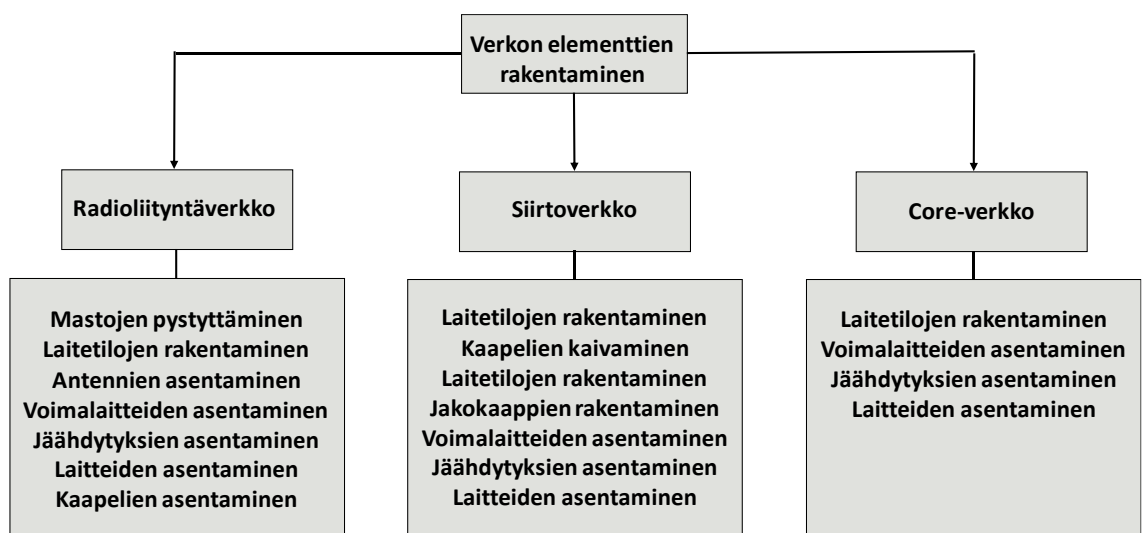 Verkon elementtien
rakentaminen
Radioliityntäverkko
Siirtoverkko
Core-verkko
Mastojen pystyttäminen
Laitetilojen rakentaminen
Antennien asentaminen
Voimalaitteiden asentaminen
Jäähdytyksien asentaminen
Laitteiden asentaminen
Kaapelien asentaminen
Laitetilojen rakentaminen
Kaapelien kaivaminen
Laitetilojen rakentaminen
Jakokaappien rakentaminen
Voimalaitteiden asentaminen
Jäähdytyksien asentaminen
Laitteiden asentaminen
Laitetilojen rakentaminen
Voimalaitteiden asentaminen
Jäähdytyksien asentaminen
Laitteiden asentaminen